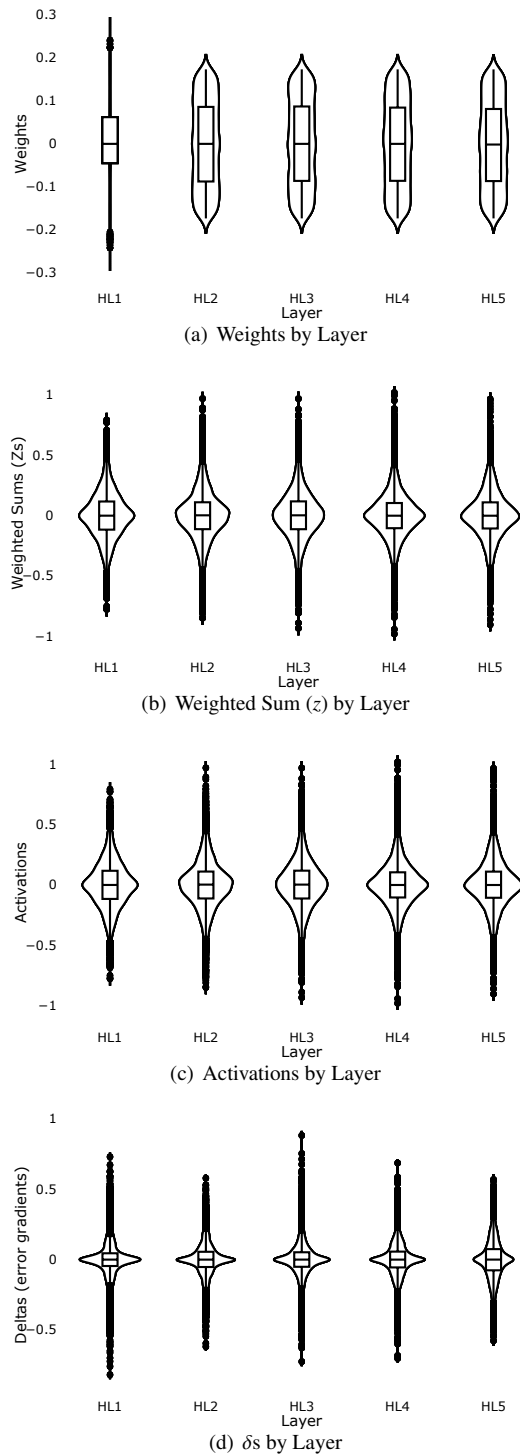 0.3
0.2
0.1
0
−0.1
−0.2
−0.3
Weights
HL1 HL2 HL3 HL4 HL5
Layer
(a) Weights by Layer
1
0.5
0
−0.5
−1
Weighted Sums (Zs)
HL1 HL2 HL3 HL4 HL5
Layer
(b) Weighted Sum (z) by Layer
1
0.5
0
−0.5
−1
Activations
HL1 HL2 HL3 HL4 HL5
Layer
(c) Activations by Layer
1
0.5
0
−0.5
Deltas (error gradients)
HL1 HL2 HL3 HL4 HL5
Layer
(d) δs by Layer